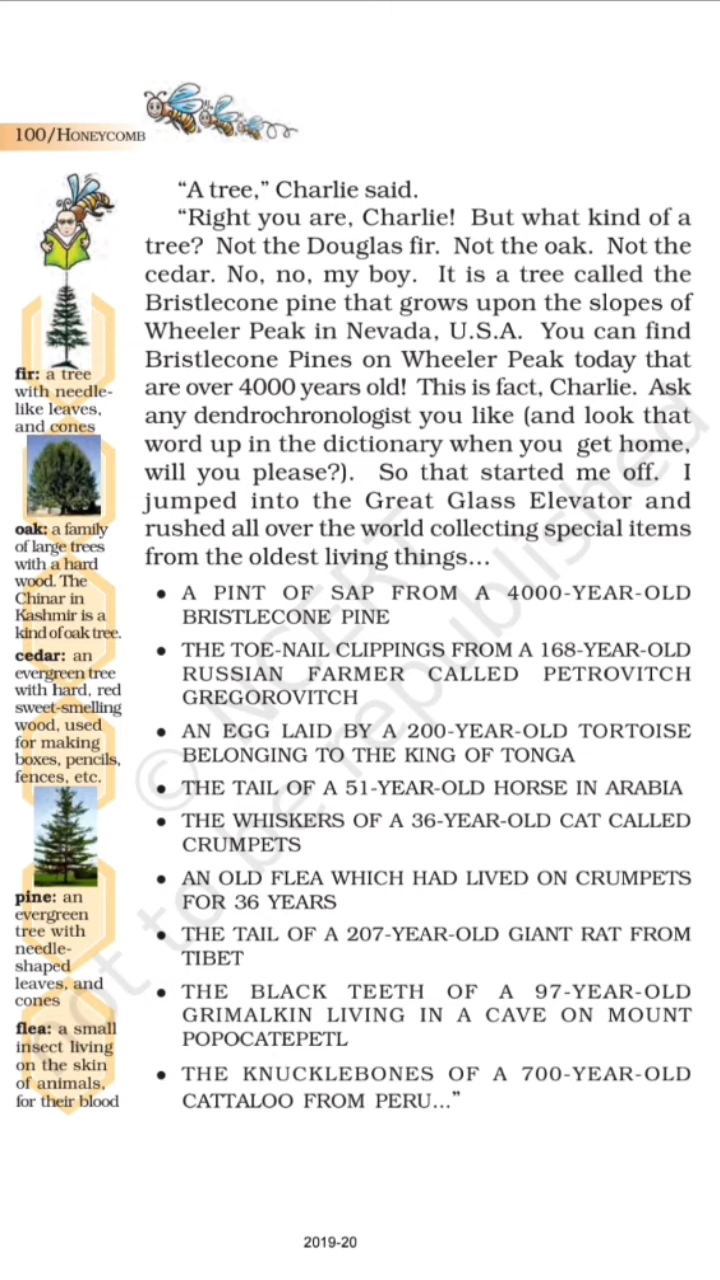 100/HONEYCOMB
“A tree,” Charlie said.
“Right you are, Charlie! But what kind of a
tree? Not the Douglas fir. Not the oak. Not the
cedar. No, no, my boy. It is a tree called the
Bristlecone pine that grows upon the slopes of
Wheeler Peak in Nevada, U.S.A. You can find
Bristlecone Pines on Wheeler Peak today that
are over 4000 years old! This is fact, Charlie. Ask
any dendrochronologist you like (and look that
word up in the dictionary when you get home,
will you please?). So that started me off. I
jumped into the Great Glass Elevator and
rushed all over the world collecting special items
from the oldest living things...
• A PINT OF SAP FROM A 4000-YEAR-OLD
BRISTLECONE PINE
• THE TOE-NAIL CLIPPINGS FROM A 168-YEAR-OLD
RUSSIAN FARMER CALLED PETROVITCH
GREGOROVITCH
• AN EGG LAID BY A 200-YEAR-OLD TORTOISE
BELONGING TO THE KING OF TONGA
• THE TAIL OF A 51-YEAR-OLD HORSE IN ARABIA
• THE WHISKERS OF A 36-YEAR-OLD CAT CALLED
CRUMPETS
• AN OLD FLEA WHICH HAD LIVED ON CRUMPETS
FOR 36 YEARS
• THE TAIL OF A 207-YEAR-OLD GIANT RAT FROM
TIBET
• THE BLACK TEETH OF A 97-YEAR-OLD
GRIMALKIN LIVING IN A CAVE ON MOUNT
POPOCATEPETL
• THE KNUCKLEBONES OF A 700-YEAR-OLD
CATTALOO FROM PERU...”
fir: a tree
with needle-
like leaves,
and cones
oak: a family
of large trees
with a hard
wood. The
Chinar in
Kashmir is a
kind of oak tree.
cedar: an
evergreen tree
with hard, red
sweet-smelling
wood, used
for making
boxes, pencils,
fences, etc.
pine: an
evergreen
tree with
needle-
shaped
leaves, and
cones
flea: a small
insect living
on the skin
of animals,
for their blood
© NCERT
not to be republished
2019-20